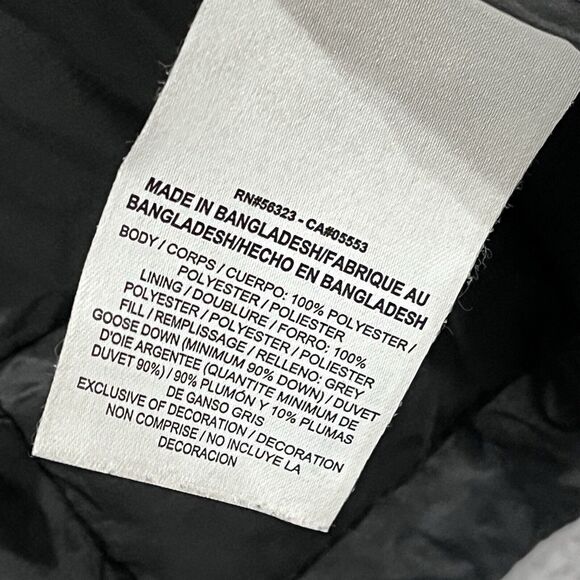 RN#56323 - CA#05553
MADE IN BANGLADESH/FABRIQUE AU
BANGLADESH/HECHO EN BANGLADESH
BODY / CORPS / CUERPO: 100% POLYESTER /
POLYESTER / POLIESTER
LINING / DOUBLURE / FORRO: 100%
POLYESTER / POLYESTER / POLIESTER
FILL / REMPLISSAGE / RELLENO: GREY
GOOSE DOWN (MINIMUM 90% DOWN) / DUVET
D'OIE ARGENTEE (QUANTITE MINIMUM DE
DUVET 90%) / 90% PLUMÓN Y 10% PLUMAS
DE GANSO GRIS
EXCLUSIVE OF DECORATION / DECORATION
NON COMPRISE / NO INCLUYE LA
DECORACION